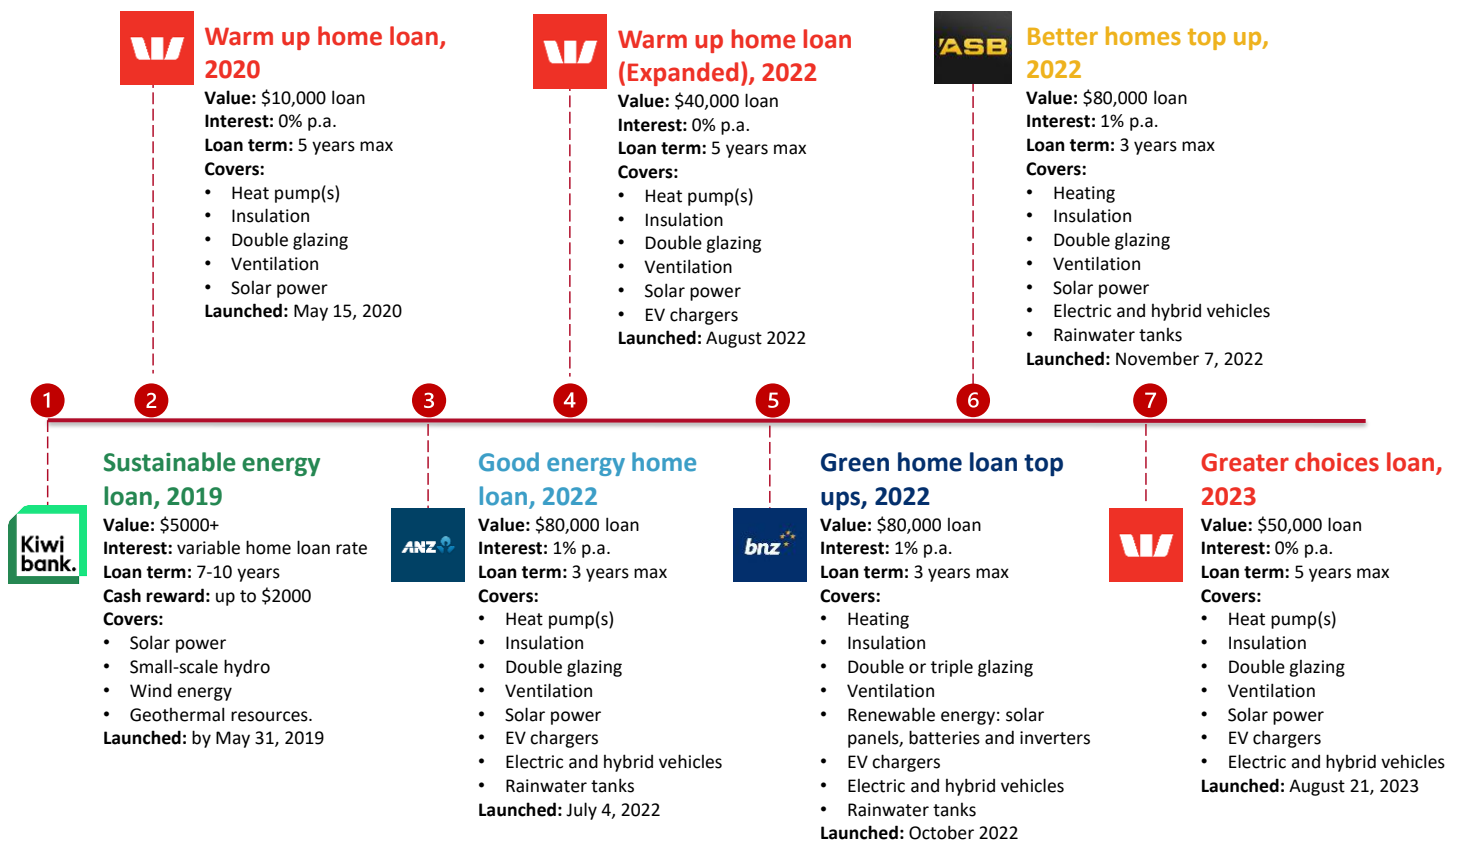 Warm up home loan,
2020
Value: $10,000 loan
Interest: 0% p.a.
Loan term: 5 years max
Covers:
• Heat pump(s)
• Insulation
• Double glazing
• Ventilation
• Solar power
Launched: May 15, 2020
Warm up home loan
(Expanded), 2022
Value: $40,000 loan
Interest: 0% p.a.
Loan term: 5 years max
Covers:
• Heat pump(s)
• Insulation
• Double glazing
• Ventilation
• Solar power
• EV chargers
Launched: August 2022
ASB
Better homes top up,
2022
Value: $80,000 loan
Interest: 1% p.a.
Loan term: 3 years max
Covers:
• Heating
• Insulation
• Double glazing
• Ventilation
• Solar power
• Electric and hybrid vehicles
• Rainwater tanks
Launched: November 7, 2022
1
2
3
4
5
6
7
Kiwi
bank.
Sustainable energy
loan, 2019
Value: $5000+
Interest: variable home loan rate
Loan term: 7-10 years
Cash reward: up to $2000
Covers:
• Solar power
• Small-scale hydro
• Wind energy
• Geothermal resources.
Launched: by May 31, 2019
ANZ
Good energy home
loan, 2022
Value: $80,000 loan
Interest: 1% p.a.
Loan term: 3 years max
Covers:
• Heat pump(s)
• Insulation
• Double glazing
• Ventilation
• Solar power
• EV chargers
• Electric and hybrid vehicles
• Rainwater tanks
Launched: July 4, 2022
bnz
Green home loan top
ups, 2022
Value: $80,000 loan
Interest: 1% p.a.
Loan term: 3 years max
Covers:
• Heating
• Insulation
• Double or triple glazing
• Ventilation
• Renewable energy: solar
panels, batteries and inverters
• EV chargers
• Electric and hybrid vehicles
• Rainwater tanks
Launched: October 2022
Greater choices loan,
2023
Value: $50,000 loan
Interest: 0% p.a.
Loan term: 5 years max
Covers:
• Heat pump(s)
• Insulation
• Double glazing
• Ventilation
• Solar power
• EV chargers
• Electric and hybrid vehicles
Launched: August 21, 2023